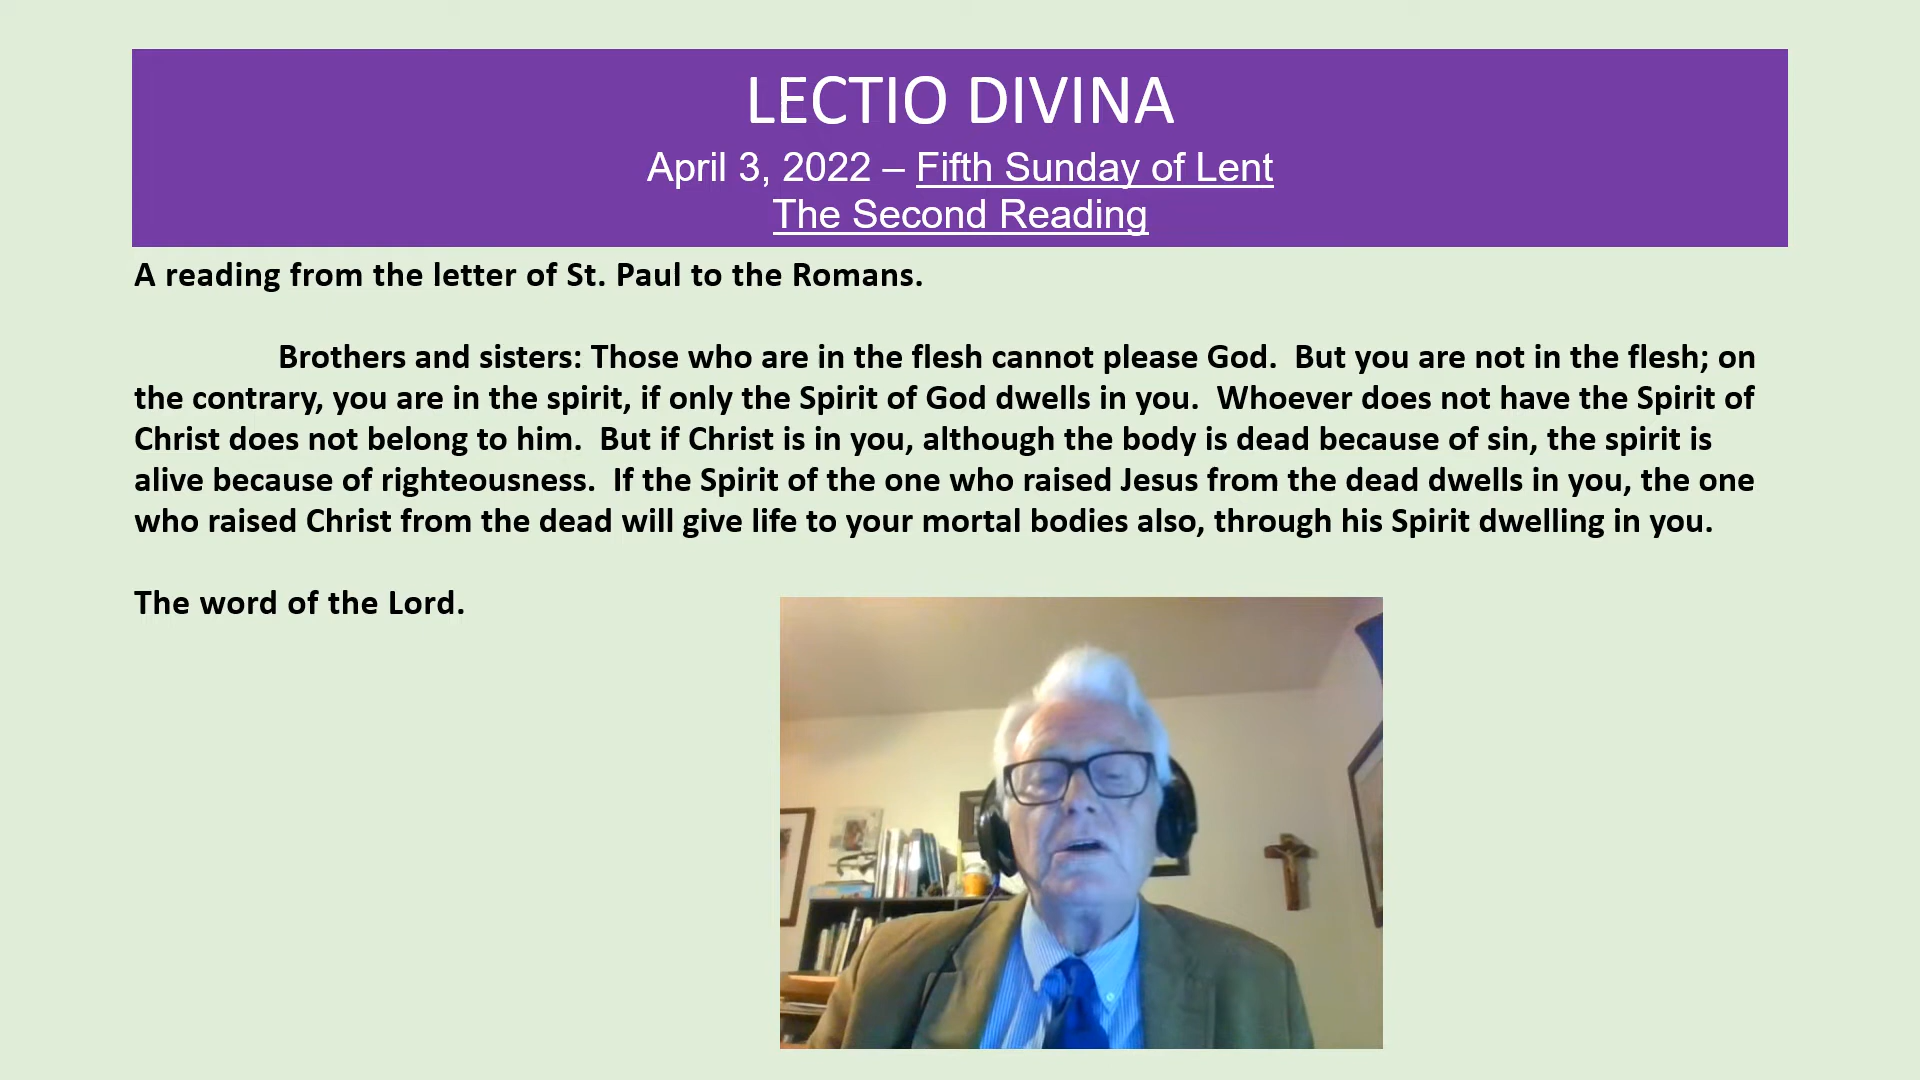 LECTIO DIVINA
April 3, 2022 – Fifth Sunday of Lent
The Second Reading
A reading from the letter of St. Paul to the Romans.
Brothers and sisters: Those who are in the flesh cannot please God.  But you are not in the flesh; on
the contrary, you are in the spirit, if only the Spirit of God dwells in you.  Whoever does not have the Spirit of
Christ does not belong to him.  But if Christ is in you, although the body is dead because of sin, the spirit is
alive because of righteousness.  If the Spirit of the one who raised Jesus from the dead dwells in you, the one
who raised Christ from the dead will give life to your mortal bodies also, through his Spirit dwelling in you.
The word of the Lord.